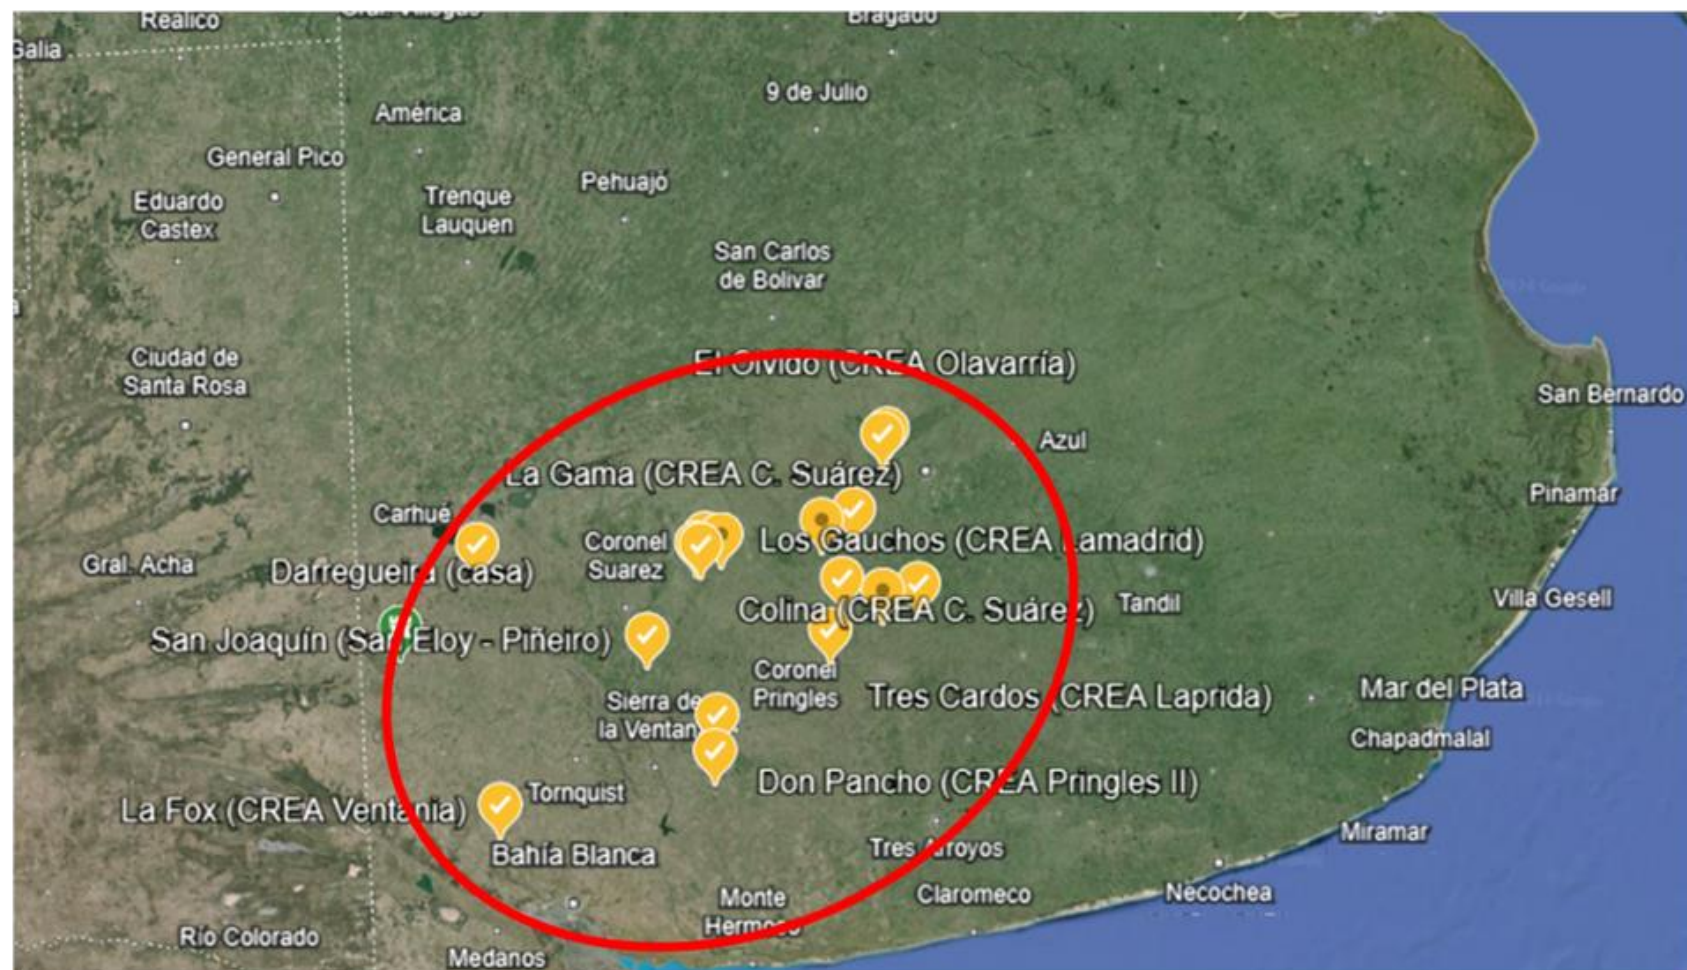 Realico
Bragado
Galia
9 de Julio
América
General Pico
Pehuajó
Trenque
Lauquen
Eduardo
Castex
San Carlos
de Bolivar
Ciudad de
Santa Rosa
El Olvido (CREA Olavarría)
San Bernardo
Azul
La Gama (CREA C. Suárez)
Pinamar
Carhué
Coronel
Suarez
Los Gauchos (CREA Lamadrid)
Gral. Acha
Darregueira (casa)
Villa Gesell
Colina (CREA C. Suárez)
Tandil
San Joaquín (San Eloy - Piñeiro)
Coronel
Pringles
Sierra de
la Ventan
Tres Cardos (CREA Laprida)
Mar del Plata
Chapadmalal
Don Pancho (CREA Pringles II)
Tornquist
La Fox (CREA Ventania)
Miramar
Bahía Blanca
Tres Arroyos
Monte
Hermoso
Claromeco
Necochea
Río Colorado
Medanos